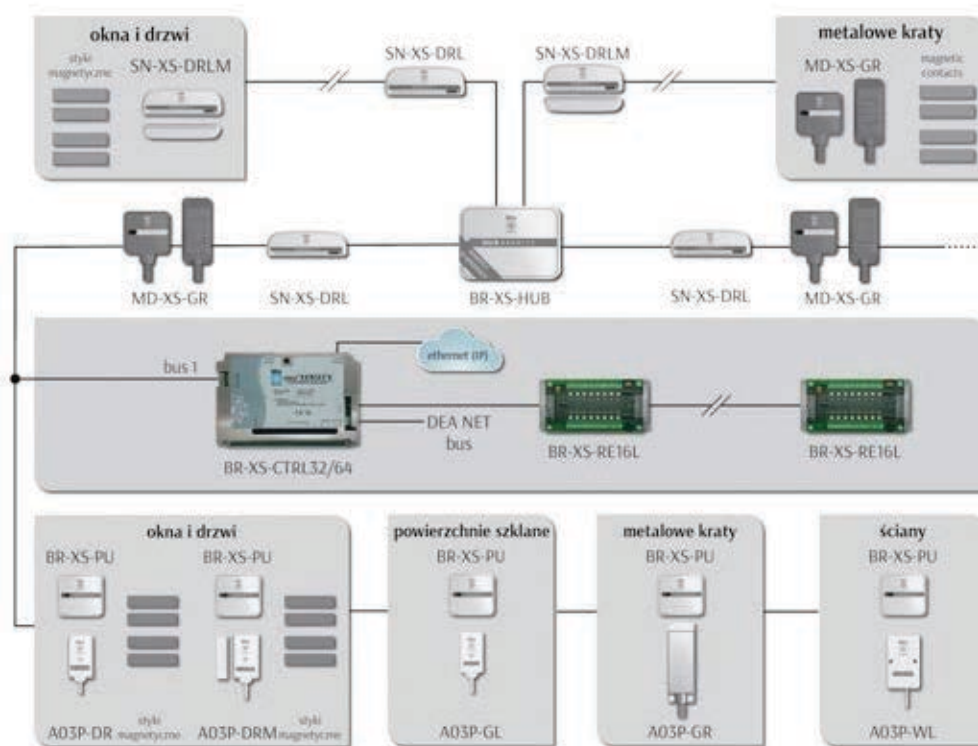 okna i drzwi
styki
magnetyczne
SN-XS-DRLM
SN-XS-DRL
SN-XS-DRLM
metalowe kraty
MD-XS-GR
magnetic
contacts
MD-XS-GR
SN-XS-DRL
BR-XS-HUB
SN-XS-DRL
MD-XS-GR
bus 1
ethernet (IP)
DEA NET
bus
BR-XS-CTRL32/64
BR-XS-RE16L
BR-XS-RE16L
okna i drzwi
BR-XS-PU
BR-XS-PU
A03P-DR
styki
magnetyczne
A03P-DRM
styki
magnetyczne
powierzchnie szklane
BR-XS-PU
A03P-GL
metalowe kraty
BR-XS-PU
A03P-GR
ściany
BR-XS-PU
A03P-WL